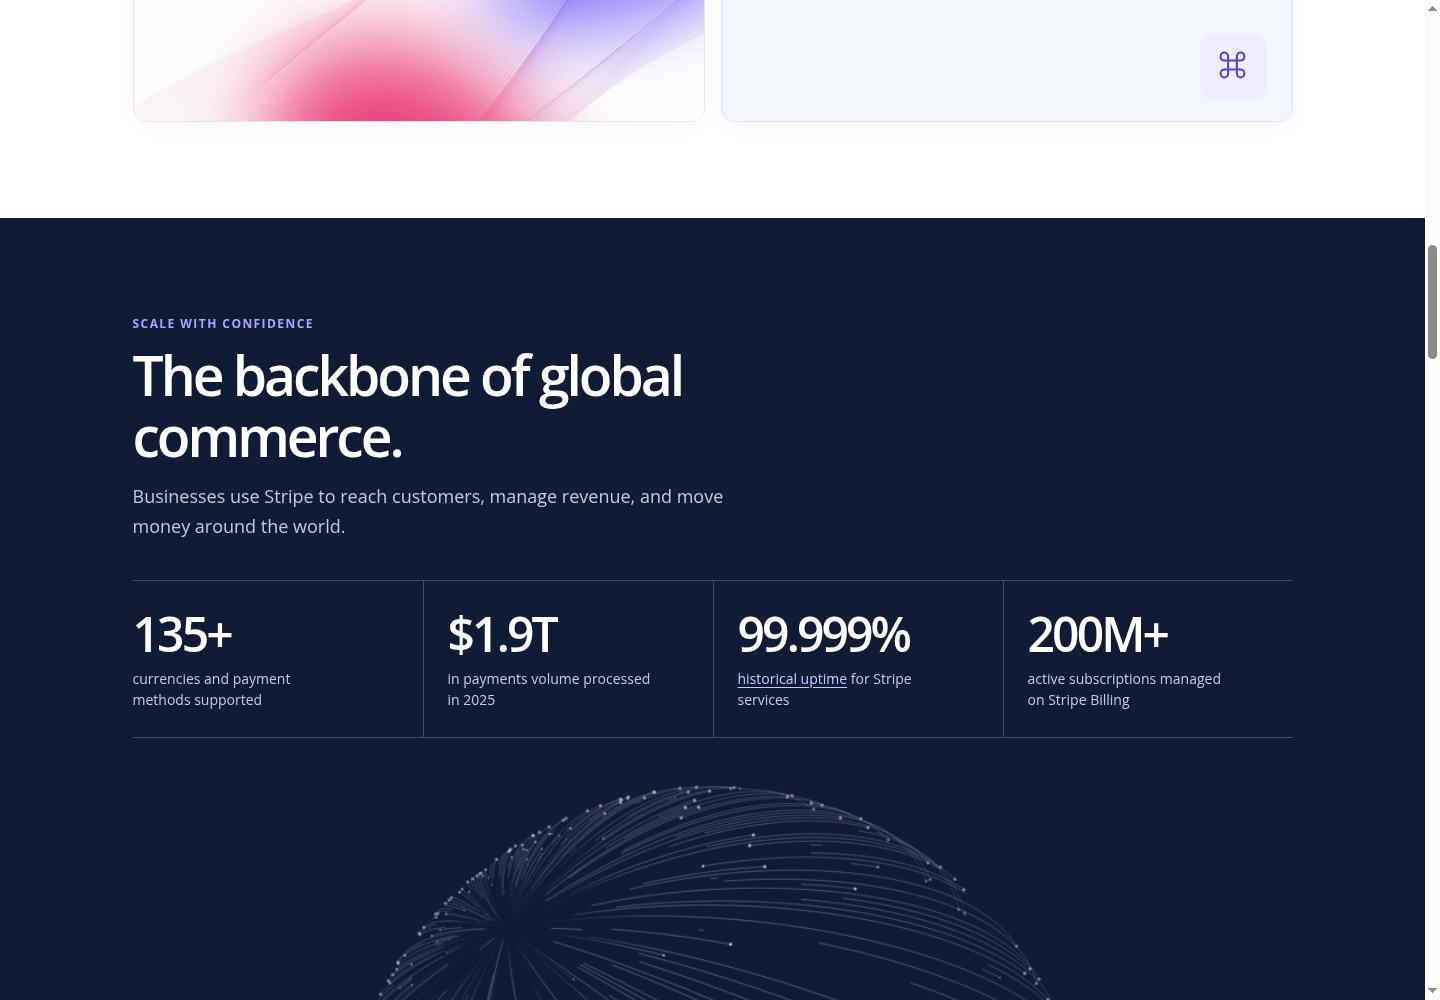 SCALE WITH CONFIDENCE
The backbone of global
commerce.
Businesses use Stripe to reach customers, manage revenue, and move
money around the world.
135+
currencies and payment
methods supported
$1.9T
in payments volume processed
in 2025
99.999%
historical uptime for Stripe
services
200M+
active subscriptions managed
on Stripe Billing